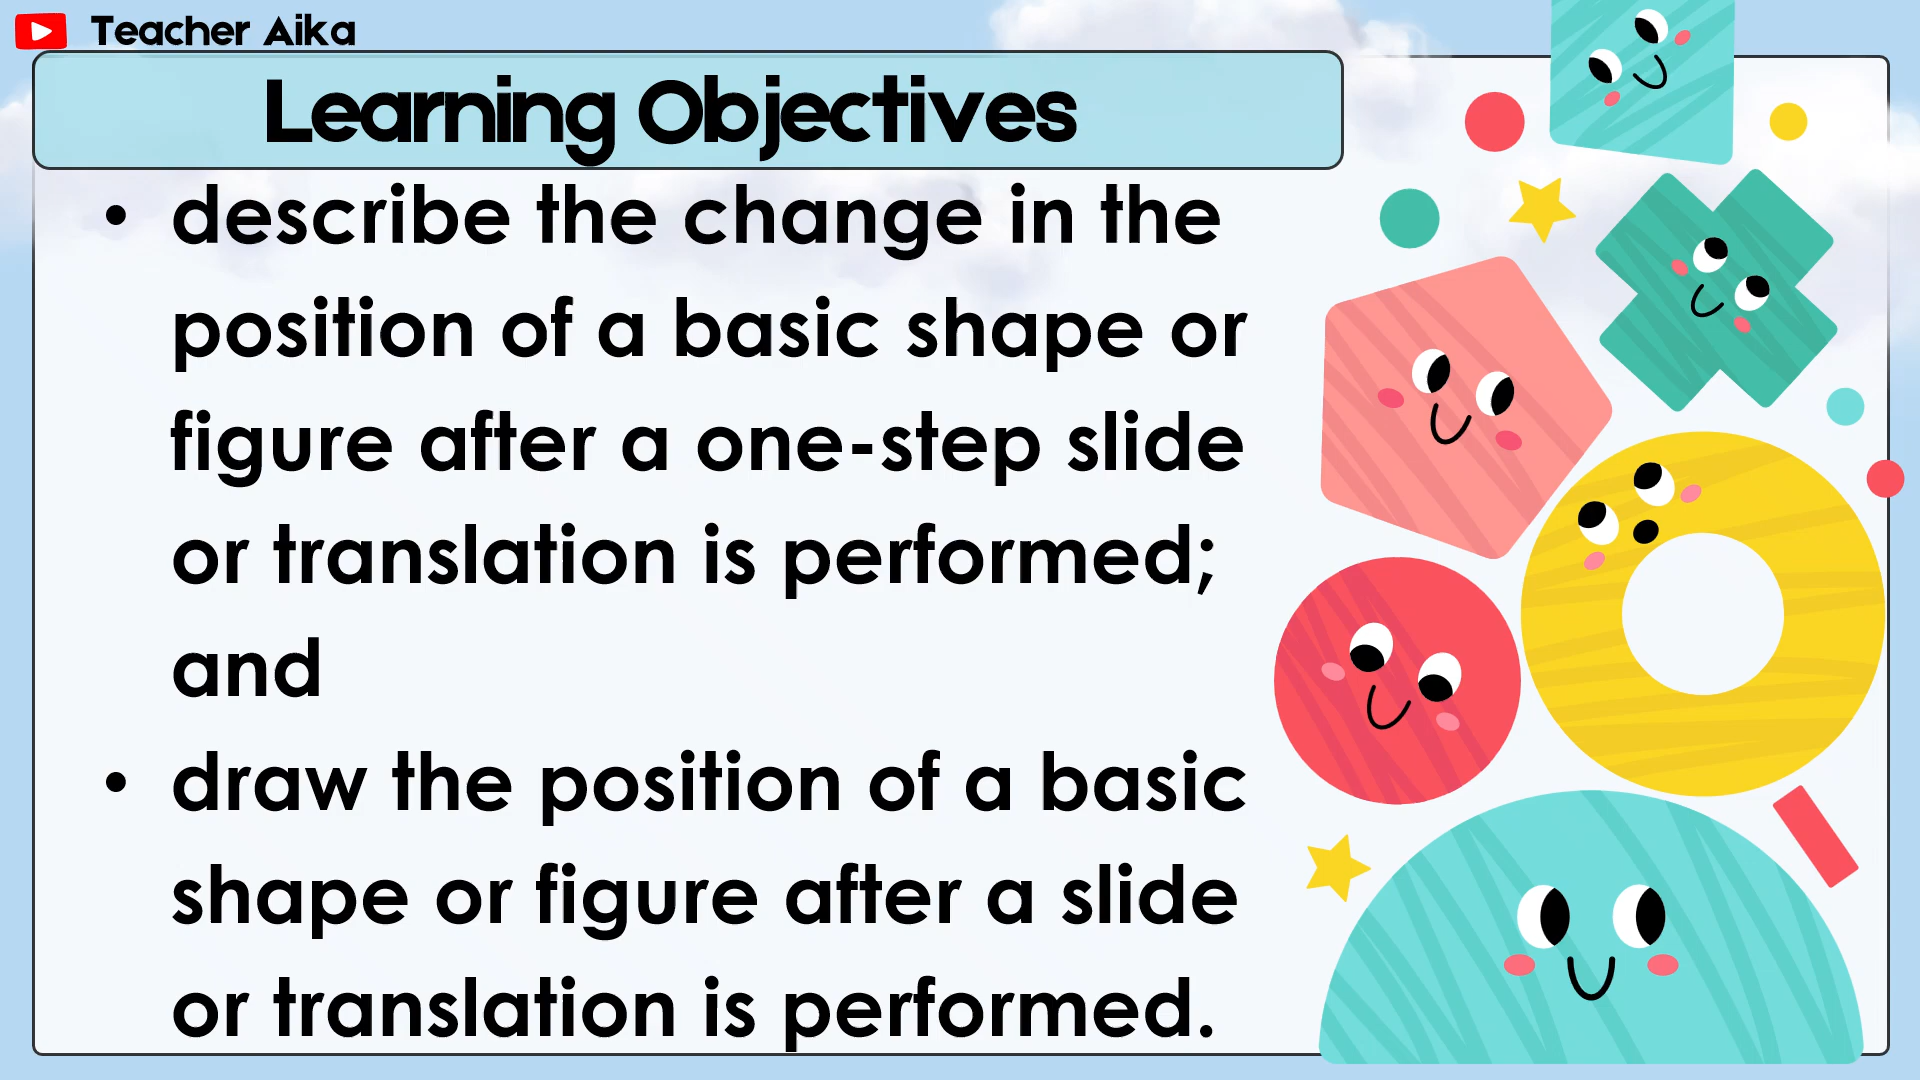 Teacher Aika
Learning Objectives
• describe the change in the
position of a basic shape or
figure after a one-step slide
or translation is performed;
and
• draw the position of a basic
shape or figure after a slide
or translation is performed.